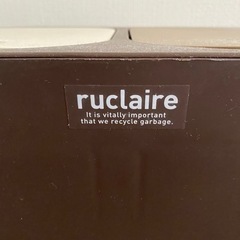 ruclaire
It is vitally important
that we recycle garbage.